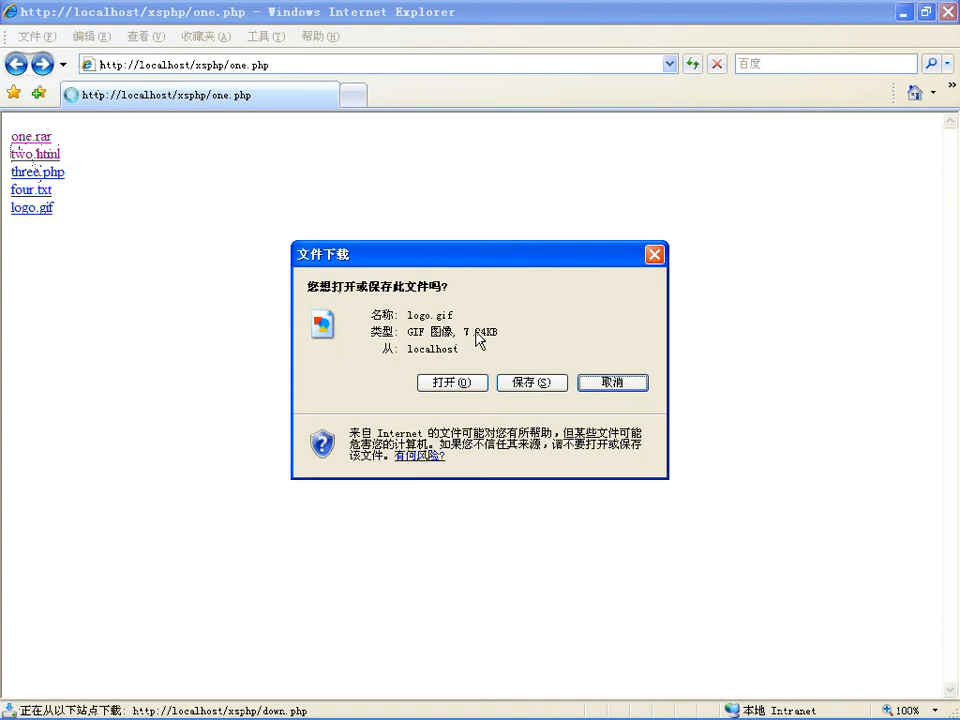 http://localhost/xsphp/one.php - Windows Internet Explorer
文件(F) 编辑(E) 查看(V) 收藏夹(A) 工具(T) 帮助(H)
http://localhost/xsphp/one.php 百度
http://localhost/xsphp/one.php
one.rar
two.html
three.php
four.txt
logo.gif
文件下载
您想打开或保存此文件吗?
名称: logo.gif
类型: GIF 图像,
从: localhost
打开(O) 保存(S) 取消
来自 Internet 的文件可能对您有所帮助，但某些文件可能
危害您的计算机。如果您不信任其来源，请不要打开或保存
该文件。有何风险?
正在从以下站点下载: http://localhost/xsphp/down.php 本地 Intranet 100%